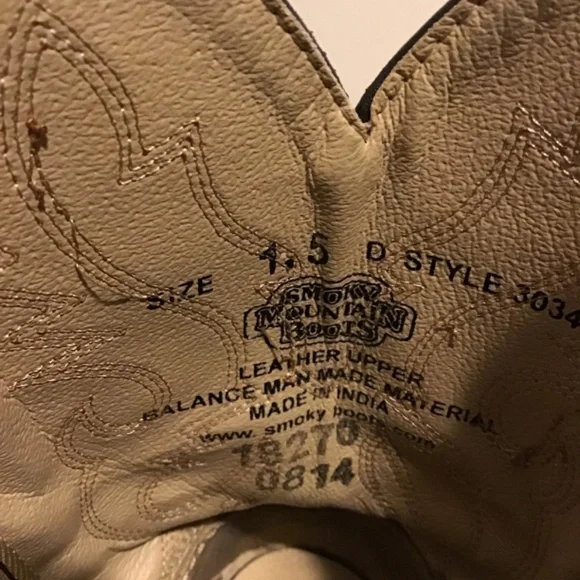 SIZE 1.5 D STYLE 3034
SMOKY
MOUNTAIN
BOOTS
LEATHER UPPER
BALANCE MAN MADE MATERIAL
MADE IN INDIA
www. smoky boots.com
18270
0814